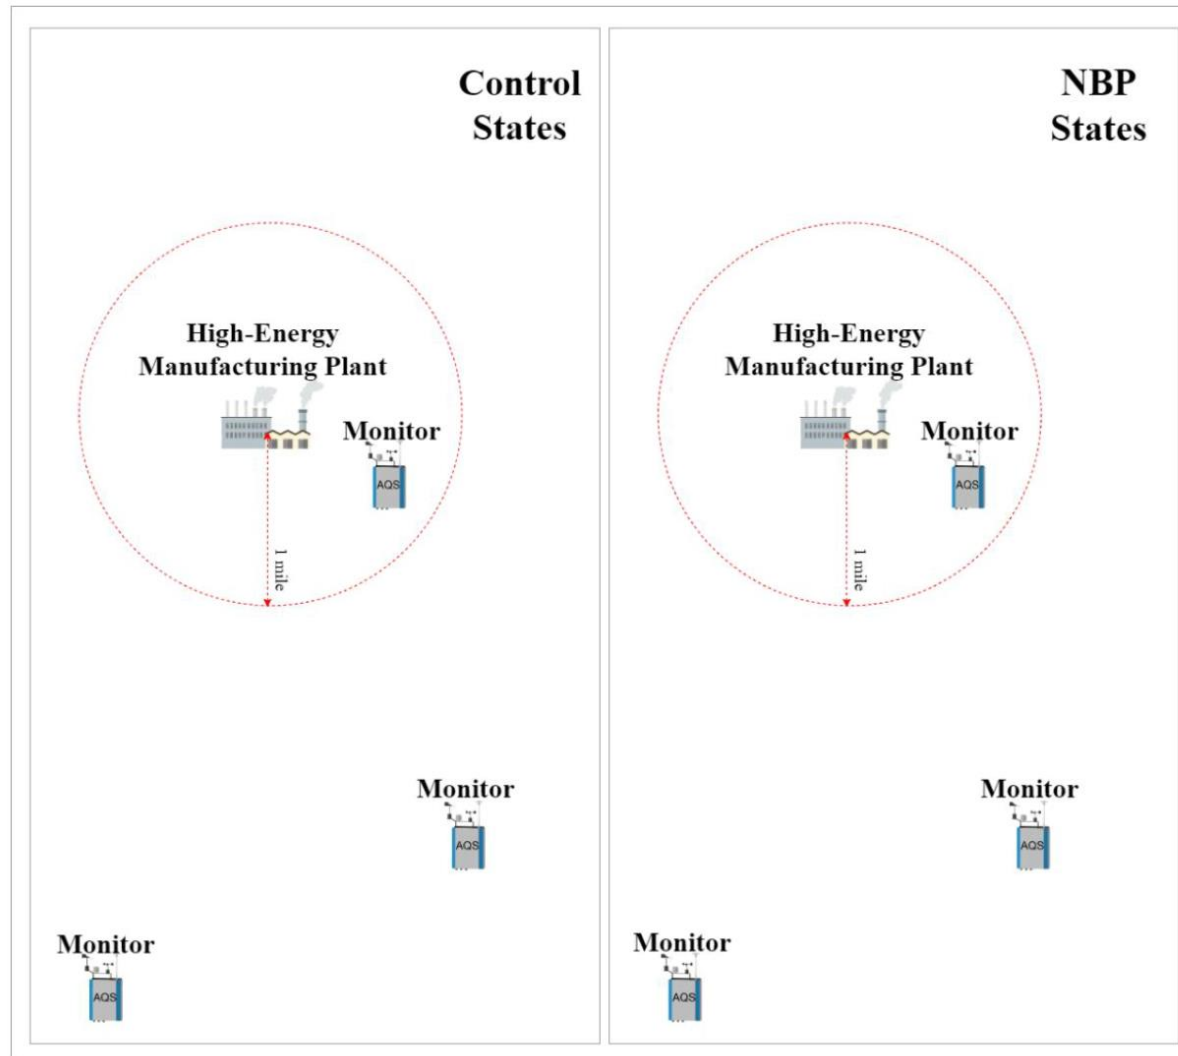 Control
States
High-Energy
Manufacturing Plant
Monitor
AQS
1 mile
Monitor
AQS
Monitor
AQS
NBP
States
High-Energy
Manufacturing Plant
Monitor
AQS
1 mile
Monitor
AQS
Monitor
AQS